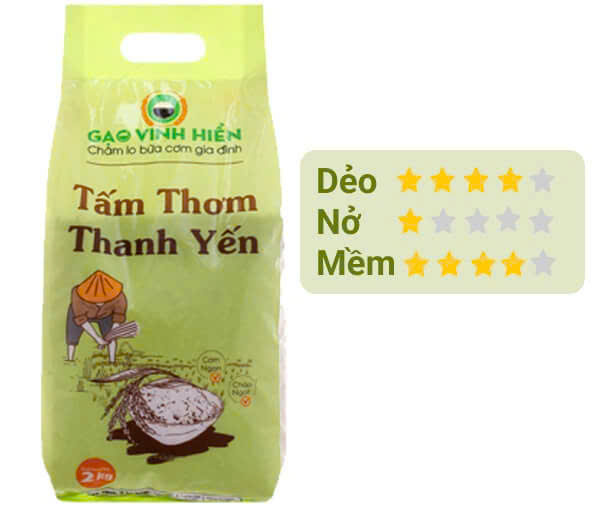 GẠO VINH HIỂN
Chăm lo bữa cơm gia đình
Tấm Thơm
Thanh Yến
Cơm
Ngon
Cháo
Ngọt
2 kg
Dẻo
Nở
Mềm